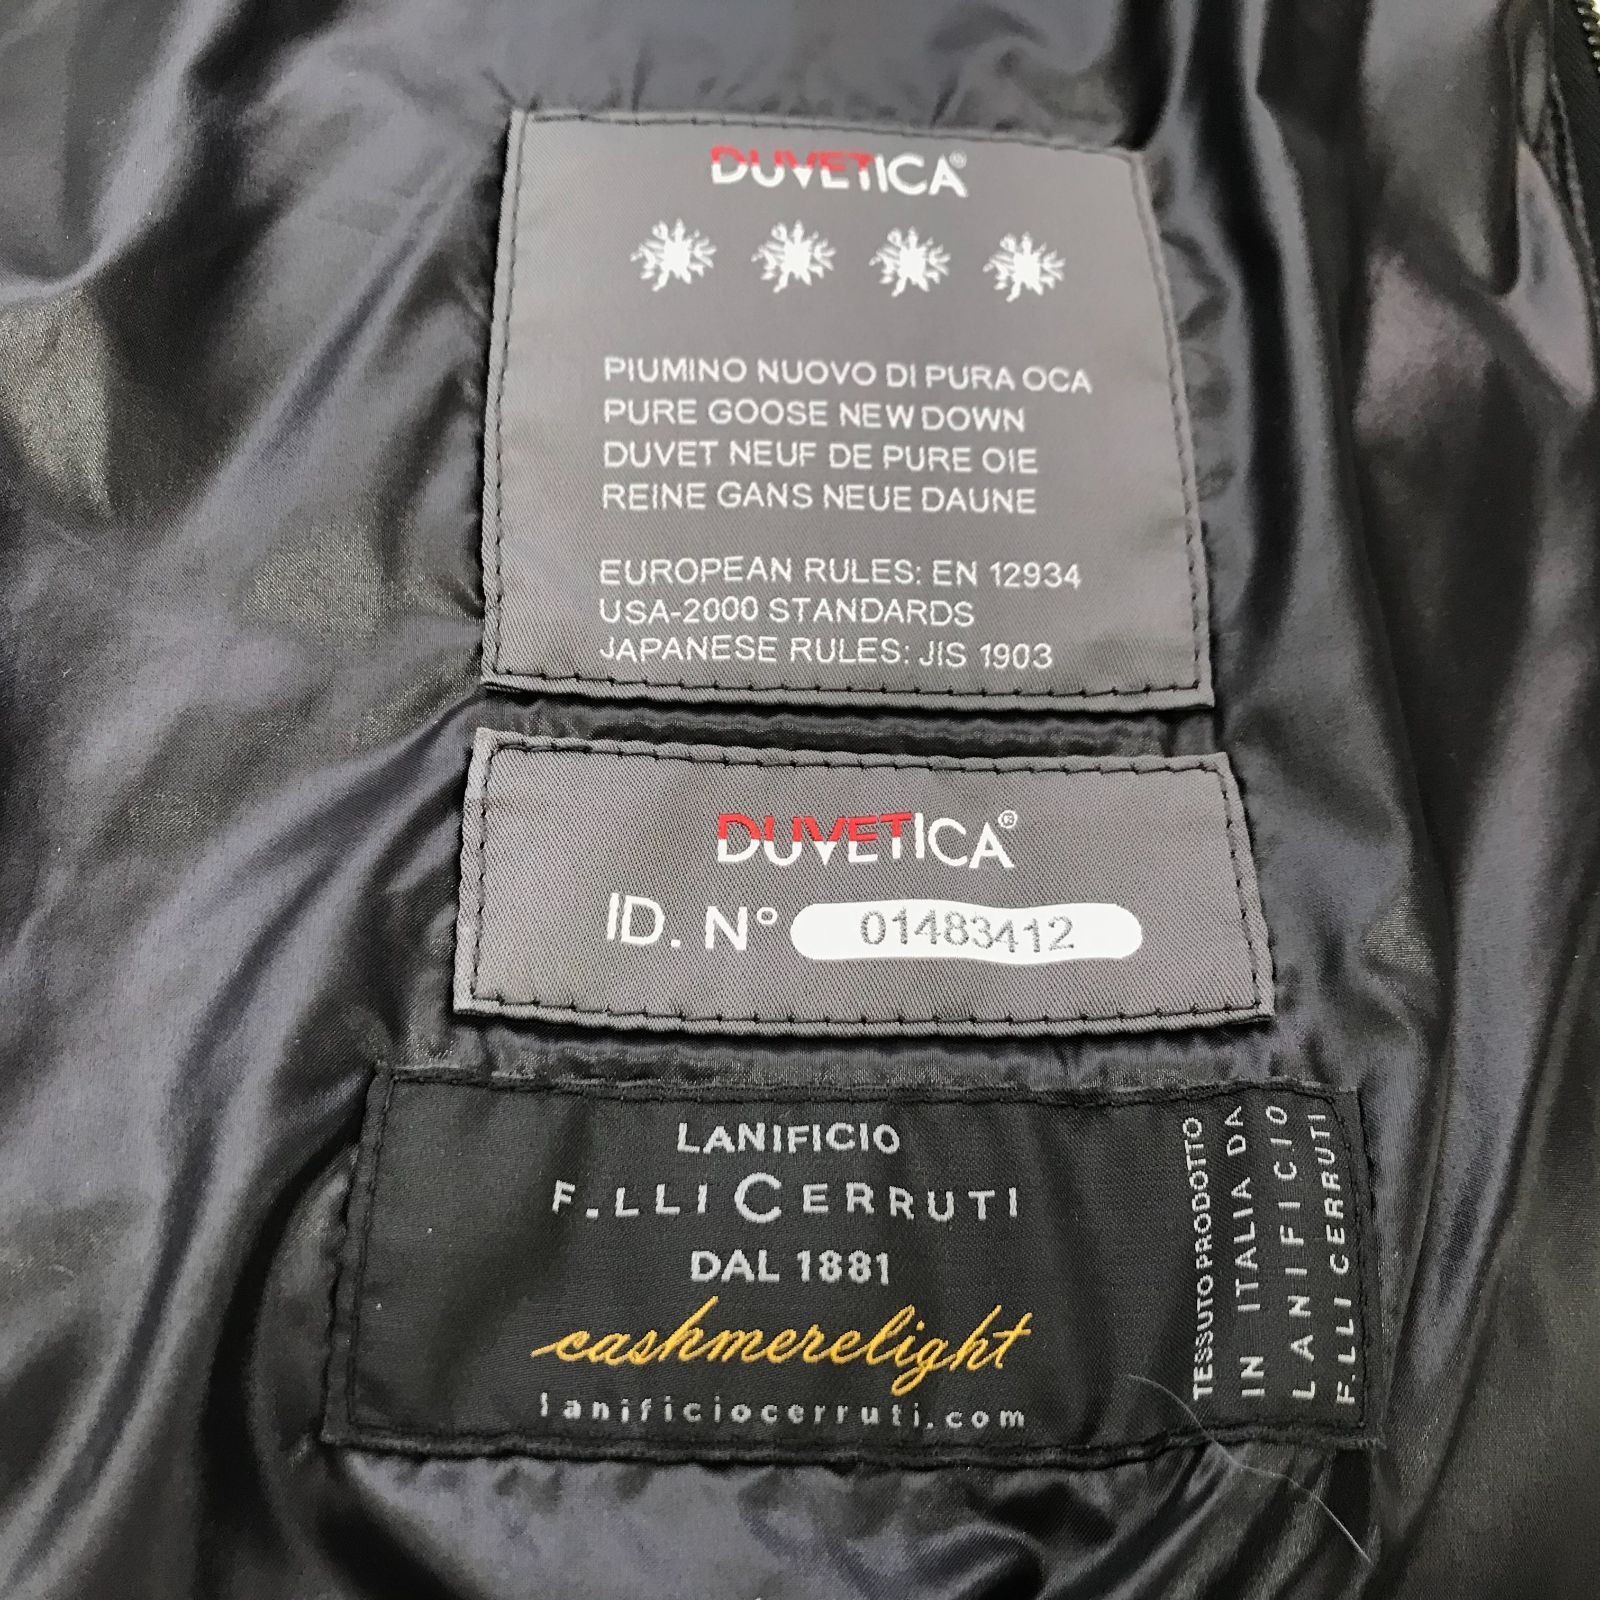 DUVETICA®
PIUMINO NUOVO DI PURA OCA
PURE GOOSE NEW DOWN
DUVET NEUF DE PURE OIE
REINE GANS NEUE DAUNE
EUROPEAN RULES: EN 12934
USA-2000 STANDARDS
JAPANESE RULES: JIS 1903
DUVETICA®
ID. N° 01483412
LANIFICIO
F.LLI CERRUTI
DAL 1881
cashmerelight
lanificiocerruti.com
TESSUTO PRODOTTO
IN ITALIA DA
LANIFICIO
F.LLI CERRUTI